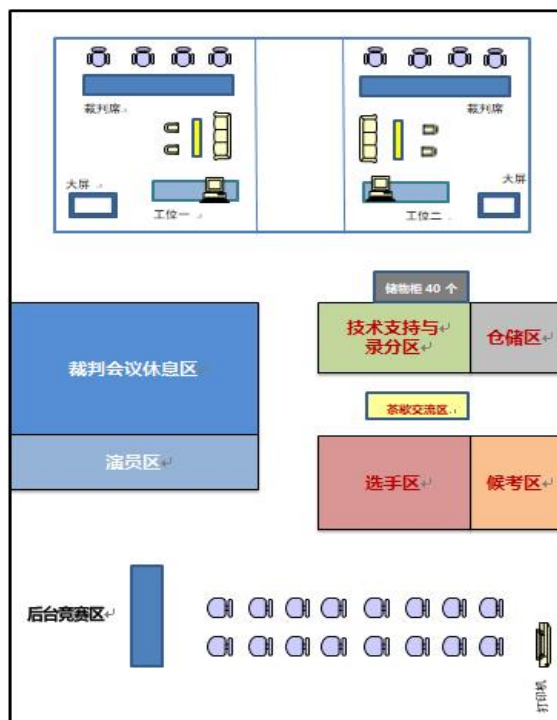 裁判席
裁判席
大屏
大屏
工位一
工位二
储物柜 40 个
裁判会议休息区
技术支持与
录分区
仓储区
茶歇交流区
演员区
选手区
候考区
后台竞赛区
打印机